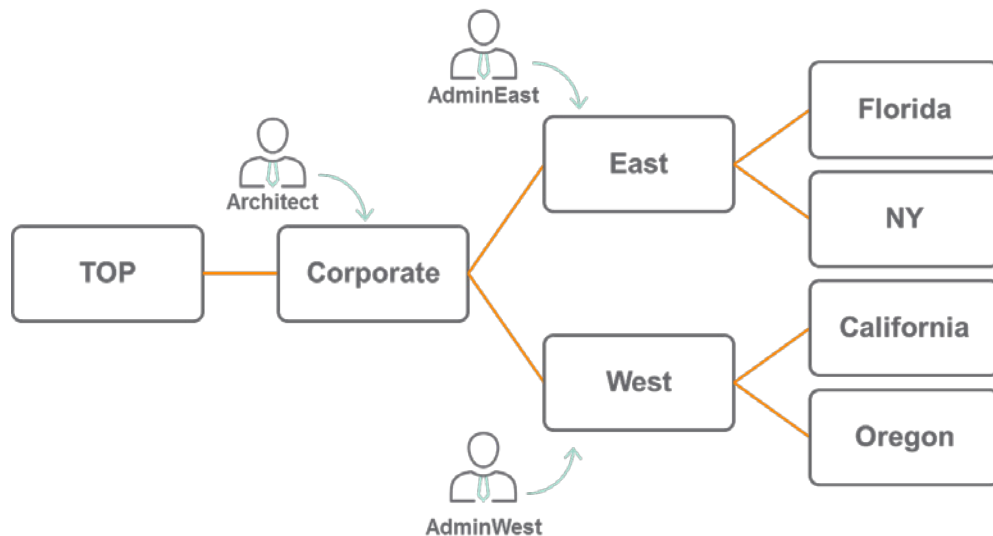 AdminEast
Florida
East
Architect
NY
TOP
Corporate
California
West
Oregon
AdminWest